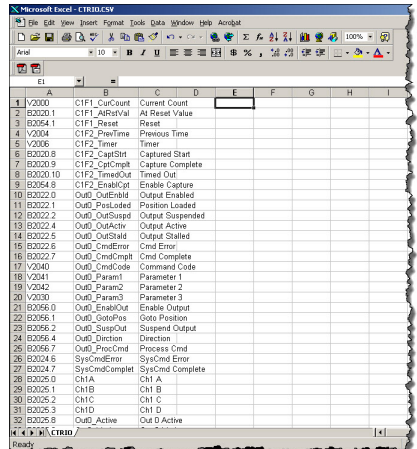 Microsoft Excel - CTRIO.CSV
File Edit View Insert Format Tools Data Window Help Acrobat
100%
Arial 10 B I U $ % ,
E1 =
A B C D E F G H I
1 V2000 C1F1_CurCount Current Count
2 B2020.1 C1F1_AtRstVal At Reset Value
3 B2054.1 C1F1_Reset Reset
4 V2004 C1F2_PrevTime Previous Time
5 V2006 C1F2_Timer Timer
6 B2020.8 C1F2_CaptStrt Captured Start
7 B2020.9 C1F2_CptCmplt Capture Complete
8 B2020.10 C1F2_TimedOut Timed Out
9 B2054.8 C1F2_EnablCpt Enable Capture
10 B2022.0 Out0_OutEnbld Output Enabled
11 B2022.1 Out0_PosLoded Position Loaded
12 B2022.2 Out0_OutSuspd Output Suspended
13 B2022.4 Out0_OutActiv Output Active
14 B2022.5 Out0_OutStald Output Stalled
15 B2022.6 Out0_CmdError Cmd Error
16 B2022.7 Out0_CmdCmplt Cmd Complete
17 V2040 Out0_CmdCode Command Code
18 V2041 Out0_Param1 Parameter 1
19 V2042 Out0_Param2 Parameter 2
20 V2030 Out0_Param3 Parameter 3
21 B2056.0 Out0_EnablOut Enable Output
22 B2056.1 Out0_GotoPos Goto Position
23 B2056.2 Out0_SuspOut Suspend Output
24 B2056.4 Out0_Dirction Direction
25 B2056.7 Out0_ProcCmd Process Cmd
26 B2024.6 SysCmdError SysCmd Error
27 B2024.7 SysCmdComplet SysCmd Complete
28 B2025.0 Ch1A Ch1 A
29 B2025.1 Ch1B Ch1 B
30 B2025.2 Ch1C Ch1 C
31 B2025.3 Ch1D Ch1 D
32 B2025.8 Out0_Active Out 0 Active
CTRIO
Ready